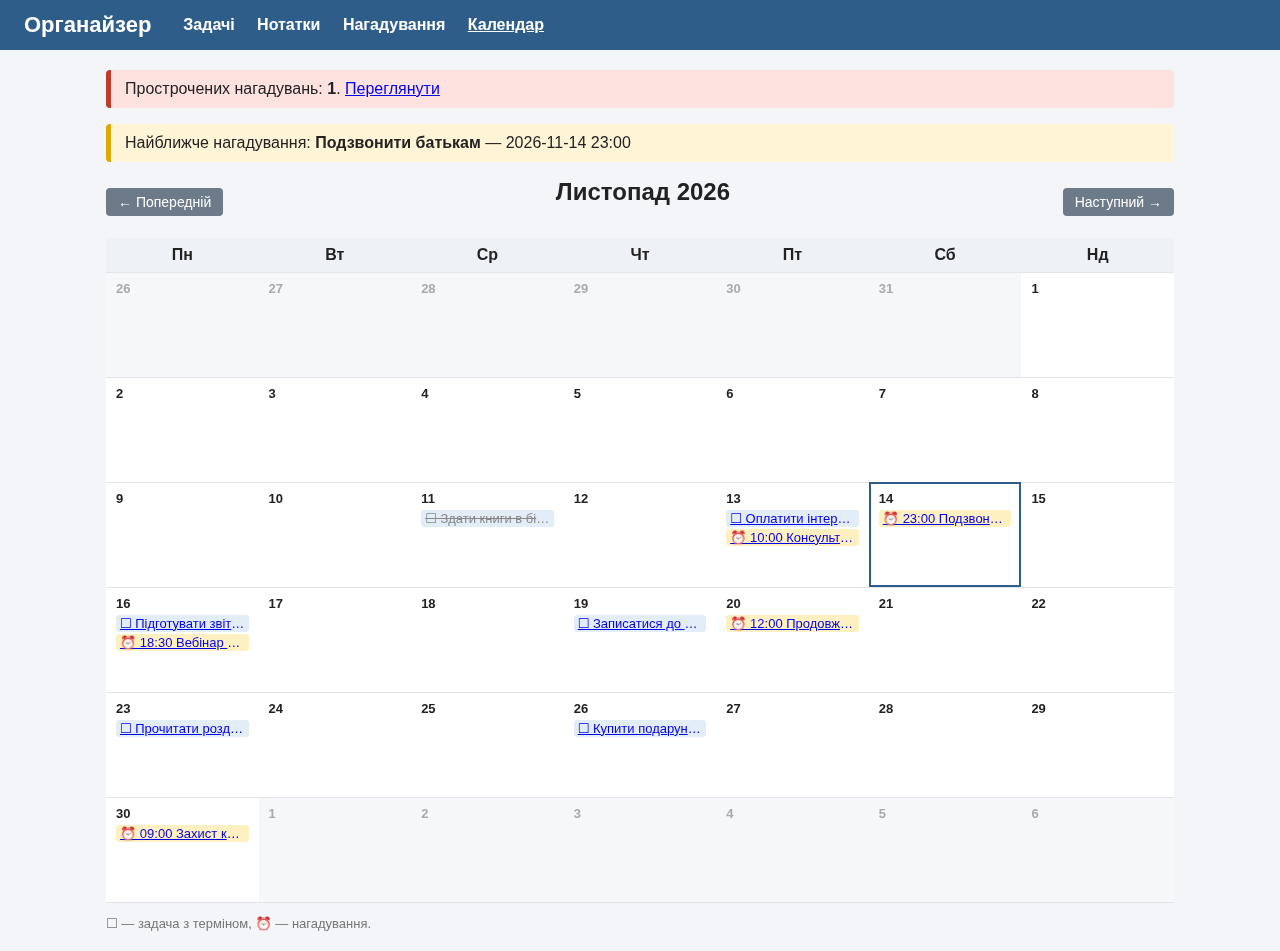 Органайзер Задачі Нотатки Нагадування Календар
Прострочених нагадувань: 1. Переглянути
Найближче нагадування: Подзвонити батькам — 2026-11-14 23:00
← Попередній Листопад 2026 Наступний →
Пн Вт Ср Чт Пт Сб Нд
26 27 28 29 30 31 1
2 3 4 5 6 7 8
9 10 11 12 13 14 15
☐ Здати книги в бі… ☐ Оплатити інтер… ⏰ 23:00 Подзвон…
⏰ 10:00 Консульт…
16 17 18 19 20 21 22
☐ Підготувати звіт… ☐ Записатися до … ⏰ 12:00 Продовж…
⏰ 18:30 Вебінар …
23 24 25 26 27 28 29
☐ Прочитати розд… ☐ Купити подарун…
30 1 2 3 4 5 6
⏰ 09:00 Захист к…
☐ — задача з терміном, ⏰ — нагадування.